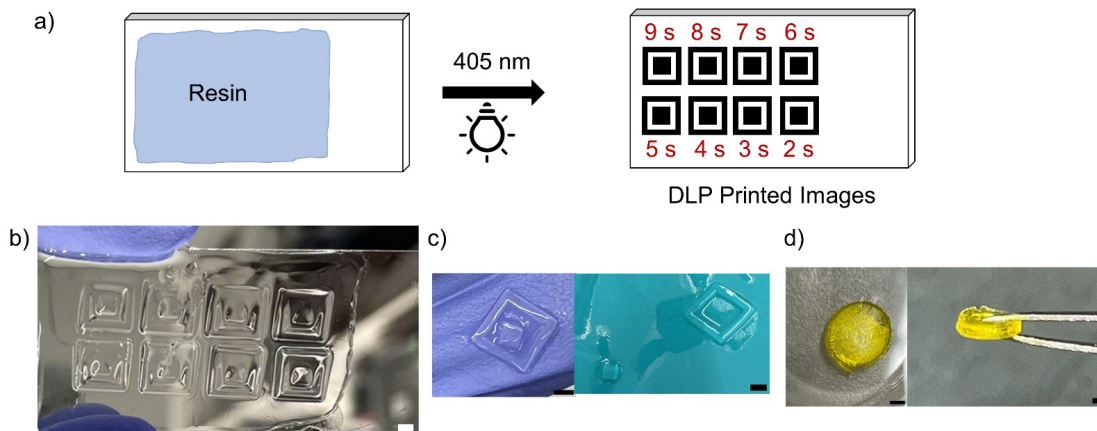 a)
Resin
405 nm
9 s 8 s 7 s 6 s
5 s 4 s 3 s 2 s
DLP Printed Images
b)
c)
d)